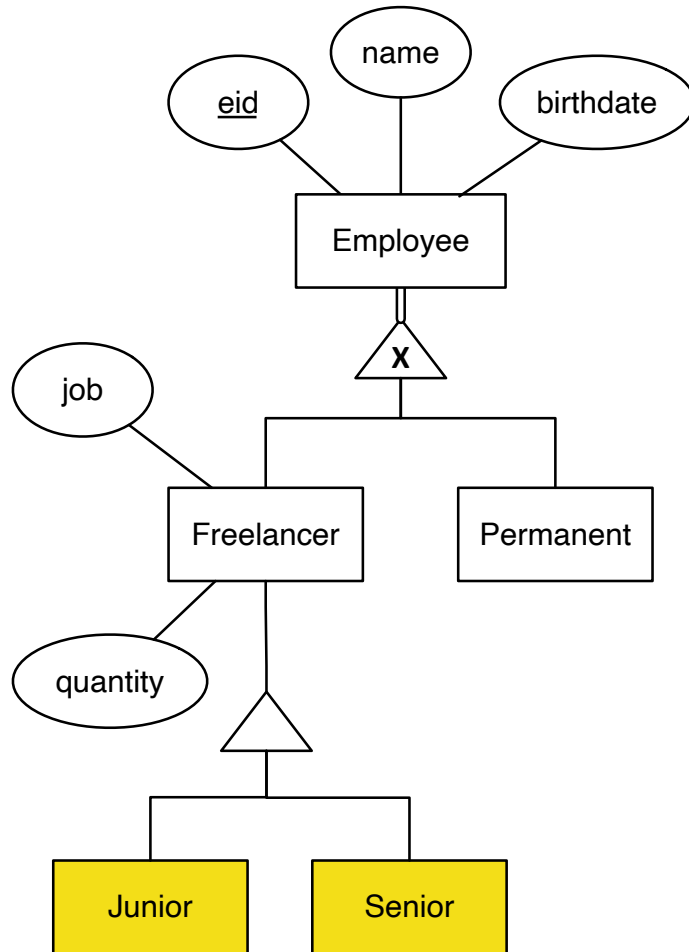 name
eid
birthdate
Employee
X
job
Freelancer
Permanent
quantity
Junior
Senior